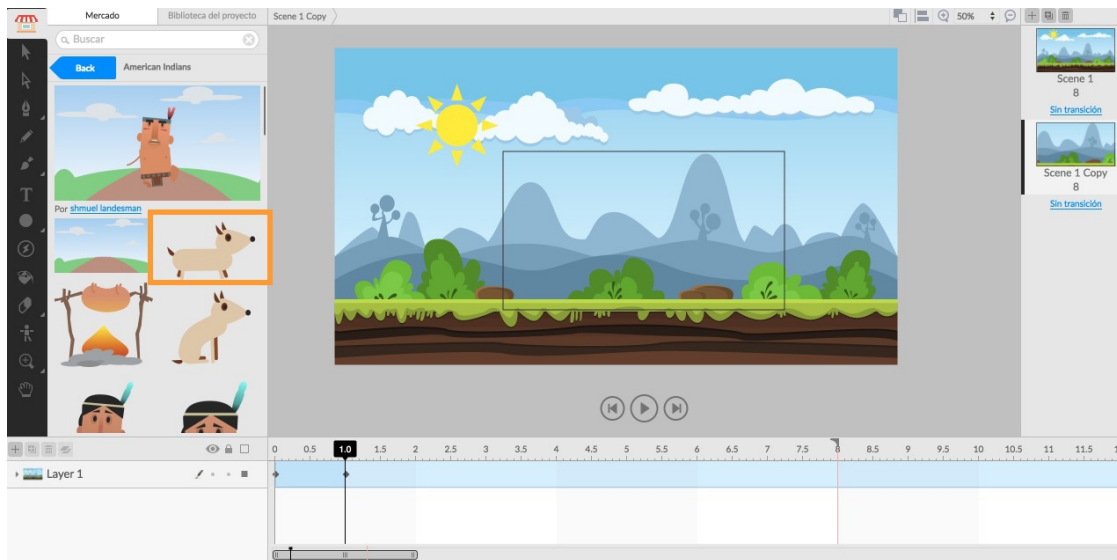 Mercado
Biblioteca del proyecto
Scene 1 Copy
50%
Buscar
Back
American Indians
Por shmuel landesman
T
Scene 1
8
Sin transición
Scene 1 Copy
8
Sin transición
0 0.5 1.0 1.5 2 2.5 3 3.5 4 4.5 5 5.5 6 6.5 7 7.5 8 8.5 9 9.5 10 10.5 11 11.5
Layer 1